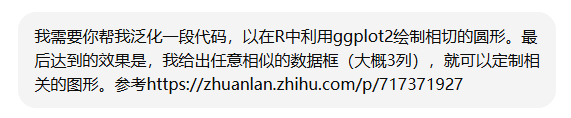 我需要你帮我泛化一段代码，以在R中利用ggplot2绘制相切的圆形。最
后达到的效果是，我给出任意相似的数据框（大概3列），就可以定制相
关的图形。参考https://zhuanlan.zhihu.com/p/717371927